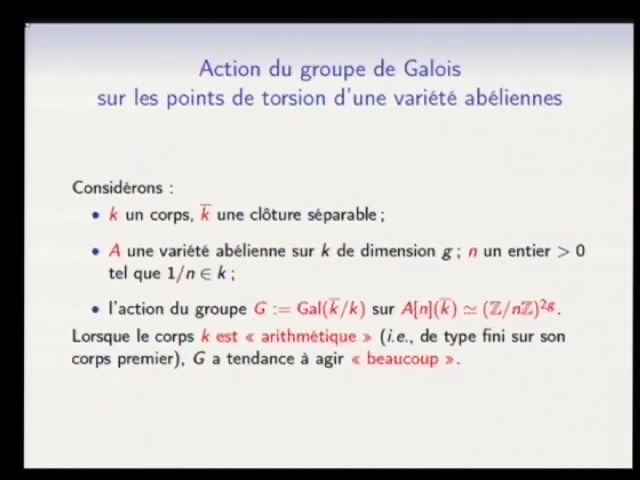 Action du groupe de Galois
sur les points de torsion d'une variété abéliennes
Considérons :
• k un corps, k̅ une clôture séparable ;
• A une variété abélienne sur k de dimension g ; n un entier > 0
tel que 1/n ∈ k ;
• l'action du groupe G := Gal(k̅/k) sur A[n](k̅) ≃ (ℤ/nℤ)²ᵍ.
Lorsque le corps k est « arithmétique » (i.e., de type fini sur son
corps premier), G a tendance à agir « beaucoup ».